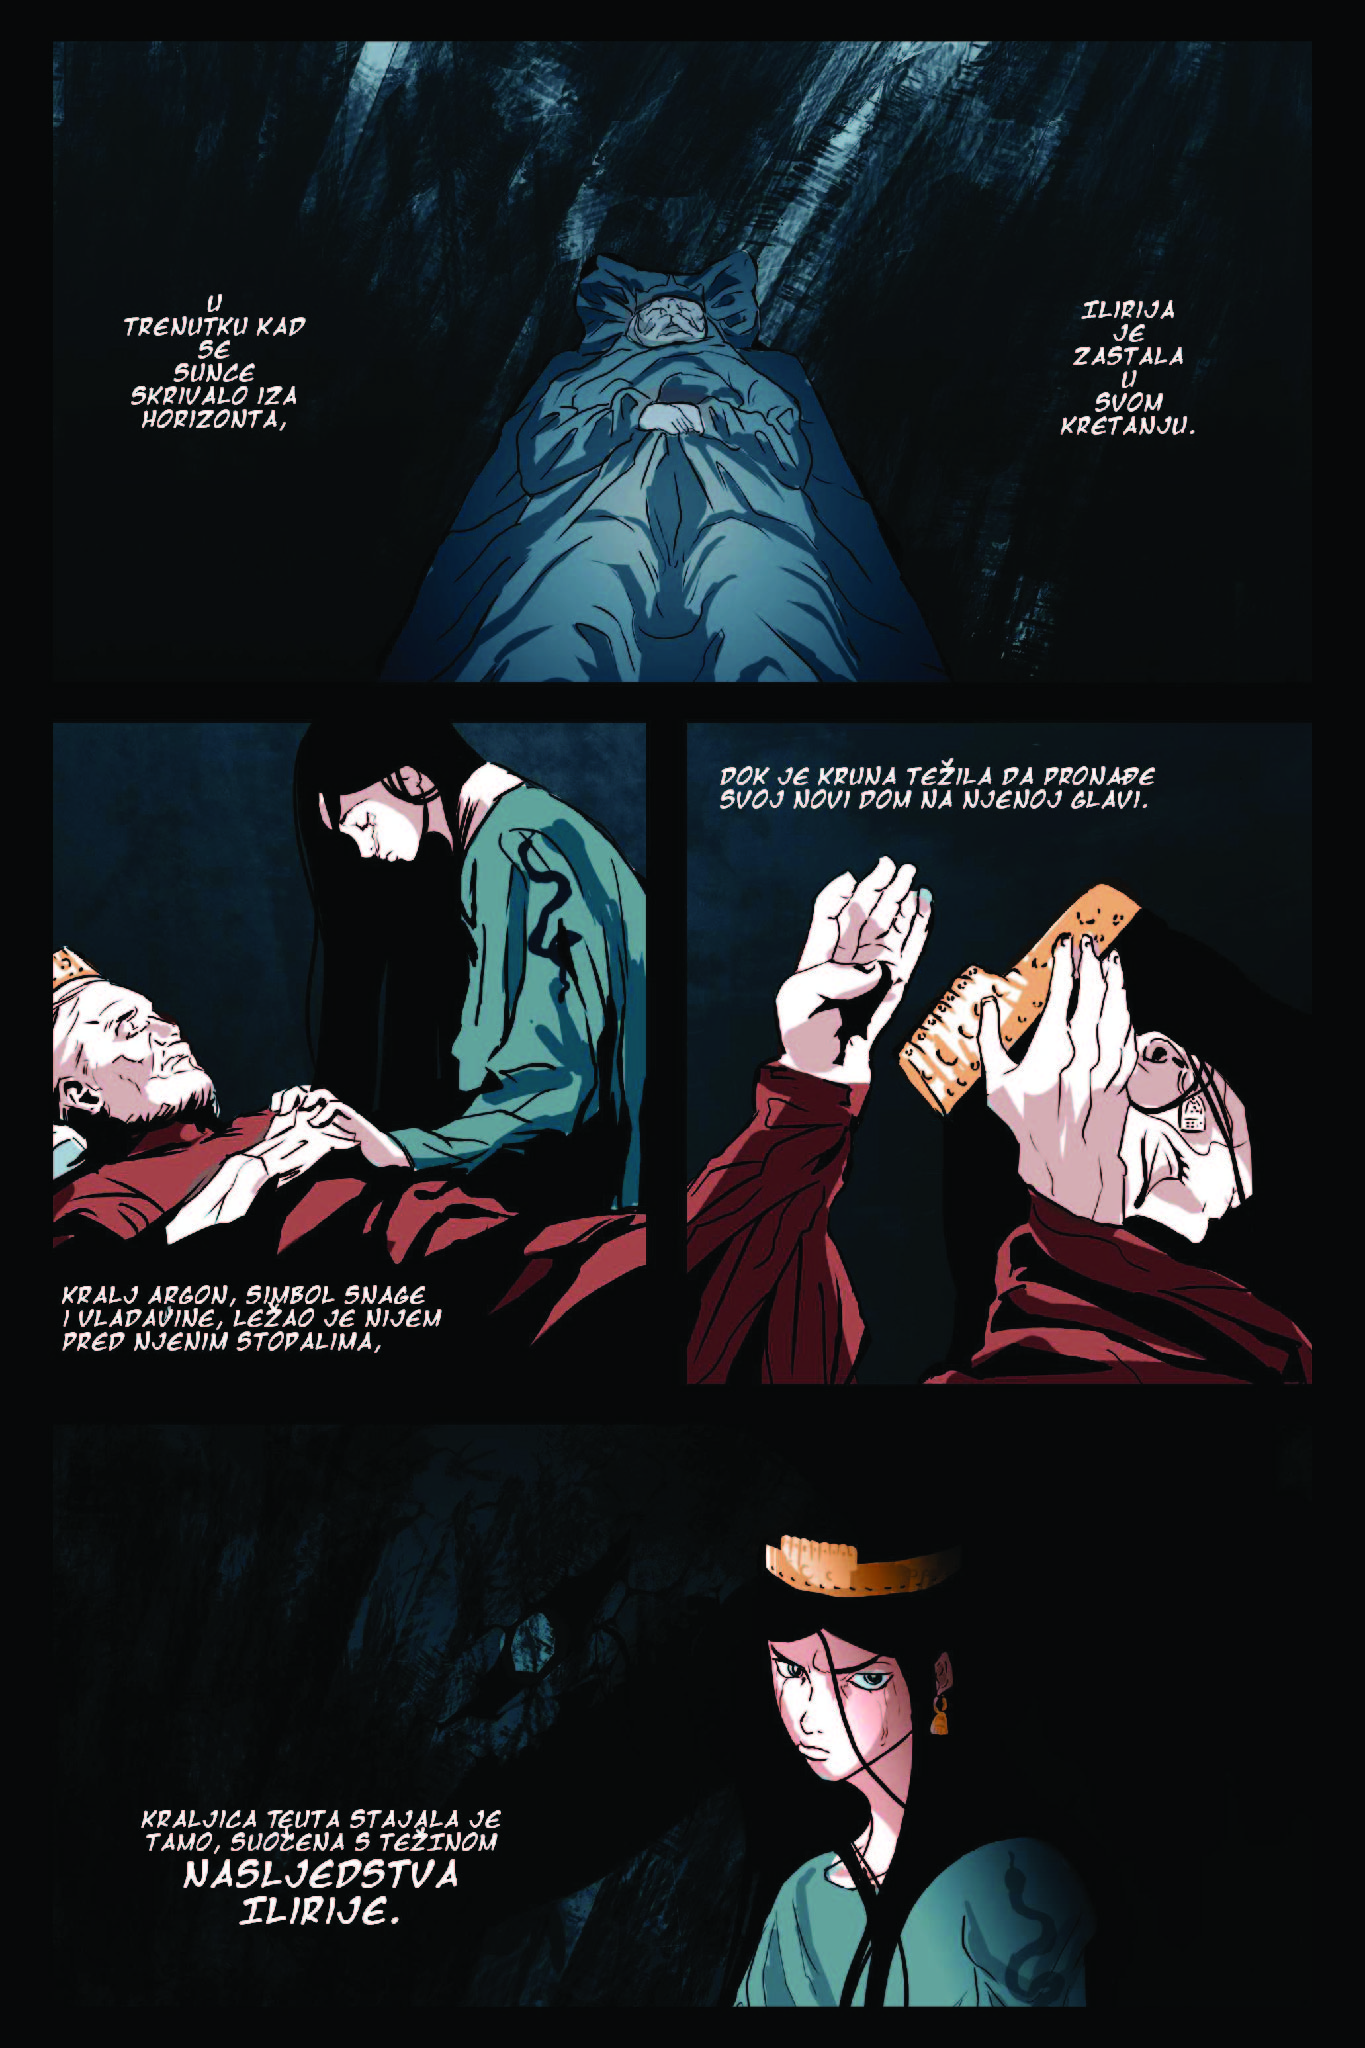 U
TRENUTKU KAD
SE
SUNCE
SKRIVALO IZA
HORIZONTA,
ILIRIJA
JE
ZASTALA
U
SVOM
KRETANJU.
KRALJ ARGON, SIMBOL SNAGE
I VLADAVINE, LEŽAO JE NIJEM
PRED NJENIM STOPALIMA,
DOK JE KRUNA TEŽILA DA PRONAĐE
SVOJ NOVI DOM NA NJENOJ GLAVI.
KRALJICA TEUTA STAJALA JE
TAMO, SUOČENA S TEŽINOM
NASLJEDSTVA
ILIRIJE.